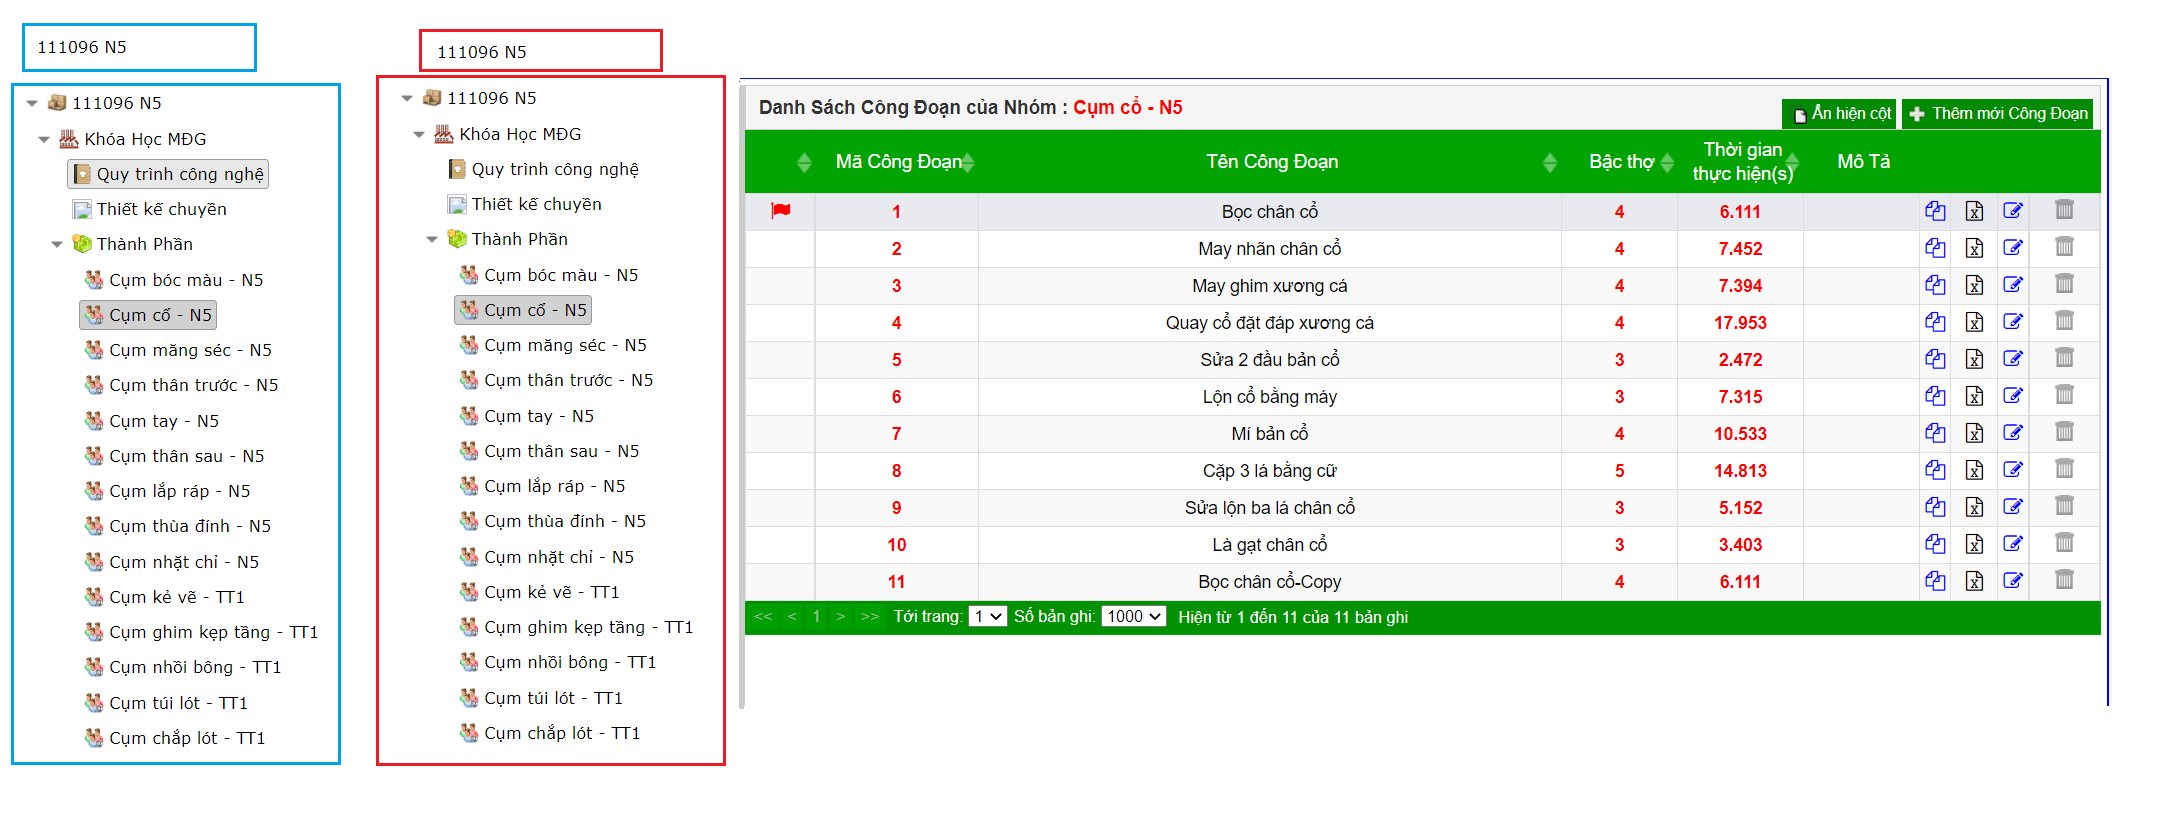 111096 N5
111096 N5
Khóa Học MĐG
Quy trình công nghệ
Thiết kế chuyền
Thành Phần
Cụm bóc màu - N5
Cụm cổ - N5
Cụm măng séc - N5
Cụm thân trước - N5
Cụm tay - N5
Cụm thân sau - N5
Cụm lắp ráp - N5
Cụm thùa đính - N5
Cụm nhặt chỉ - N5
Cụm kẻ vẽ - TT1
Cụm ghim kẹp tầng - TT1
Cụm nhồi bông - TT1
Cụm túi lót - TT1
Cụm chắp lót - TT1
111096 N5
111096 N5
Khóa Học MĐG
Quy trình công nghệ
Thiết kế chuyền
Thành Phần
Cụm bóc màu - N5
Cụm cổ - N5
Cụm măng séc - N5
Cụm thân trước - N5
Cụm tay - N5
Cụm thân sau - N5
Cụm lắp ráp - N5
Cụm thùa đính - N5
Cụm nhặt chỉ - N5
Cụm kẻ vẽ - TT1
Cụm ghim kẹp tầng - TT1
Cụm nhồi bông - TT1
Cụm túi lót - TT1
Cụm chắp lót - TT1
Danh Sách Công Đoạn của Nhóm : Cụm cổ - N5
Ẩn hiện cột Thêm mới Công Đoạn
Mã Công Đoạn Tên Công Đoạn Bậc thợ Thời gian thực hiện(s) Mô Tả
1 Bọc chân cổ 4 6.111
2 May nhãn chân cổ 4 7.452
3 May ghim xương cá 4 7.394
4 Quay cổ đặt đáp xương cá 4 17.953
5 Sửa 2 đầu bản cổ 3 2.472
6 Lộn cổ bằng máy 3 7.315
7 Mí bản cổ 4 10.533
8 Cặp 3 lá bằng cữ 5 14.813
9 Sửa lộn ba lá chân cổ 3 5.152
10 Là gạt chân cổ 3 3.403
11 Bọc chân cổ-Copy 4 6.111
<< < 1 > >> Tới trang: 1 Số bản ghi: 1000 Hiện từ 1 đến 11 của 11 bản ghi